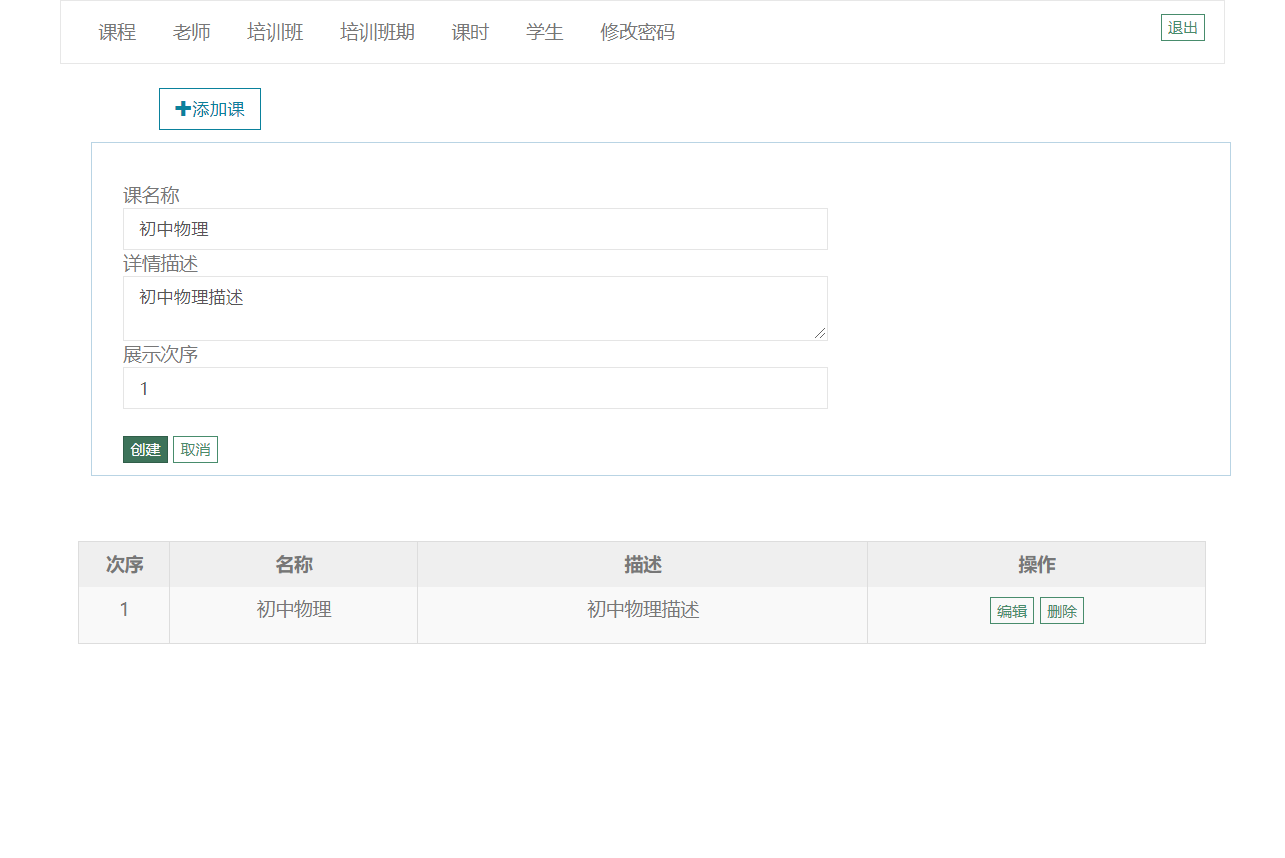 课程 老师 培训班 培训班期 课时 学生 修改密码 退出
添加课
课名称
初中物理
详情描述
初中物理描述
展示次序
1
创建 取消
次序 名称 描述 操作
1 初中物理 初中物理描述 编辑 删除